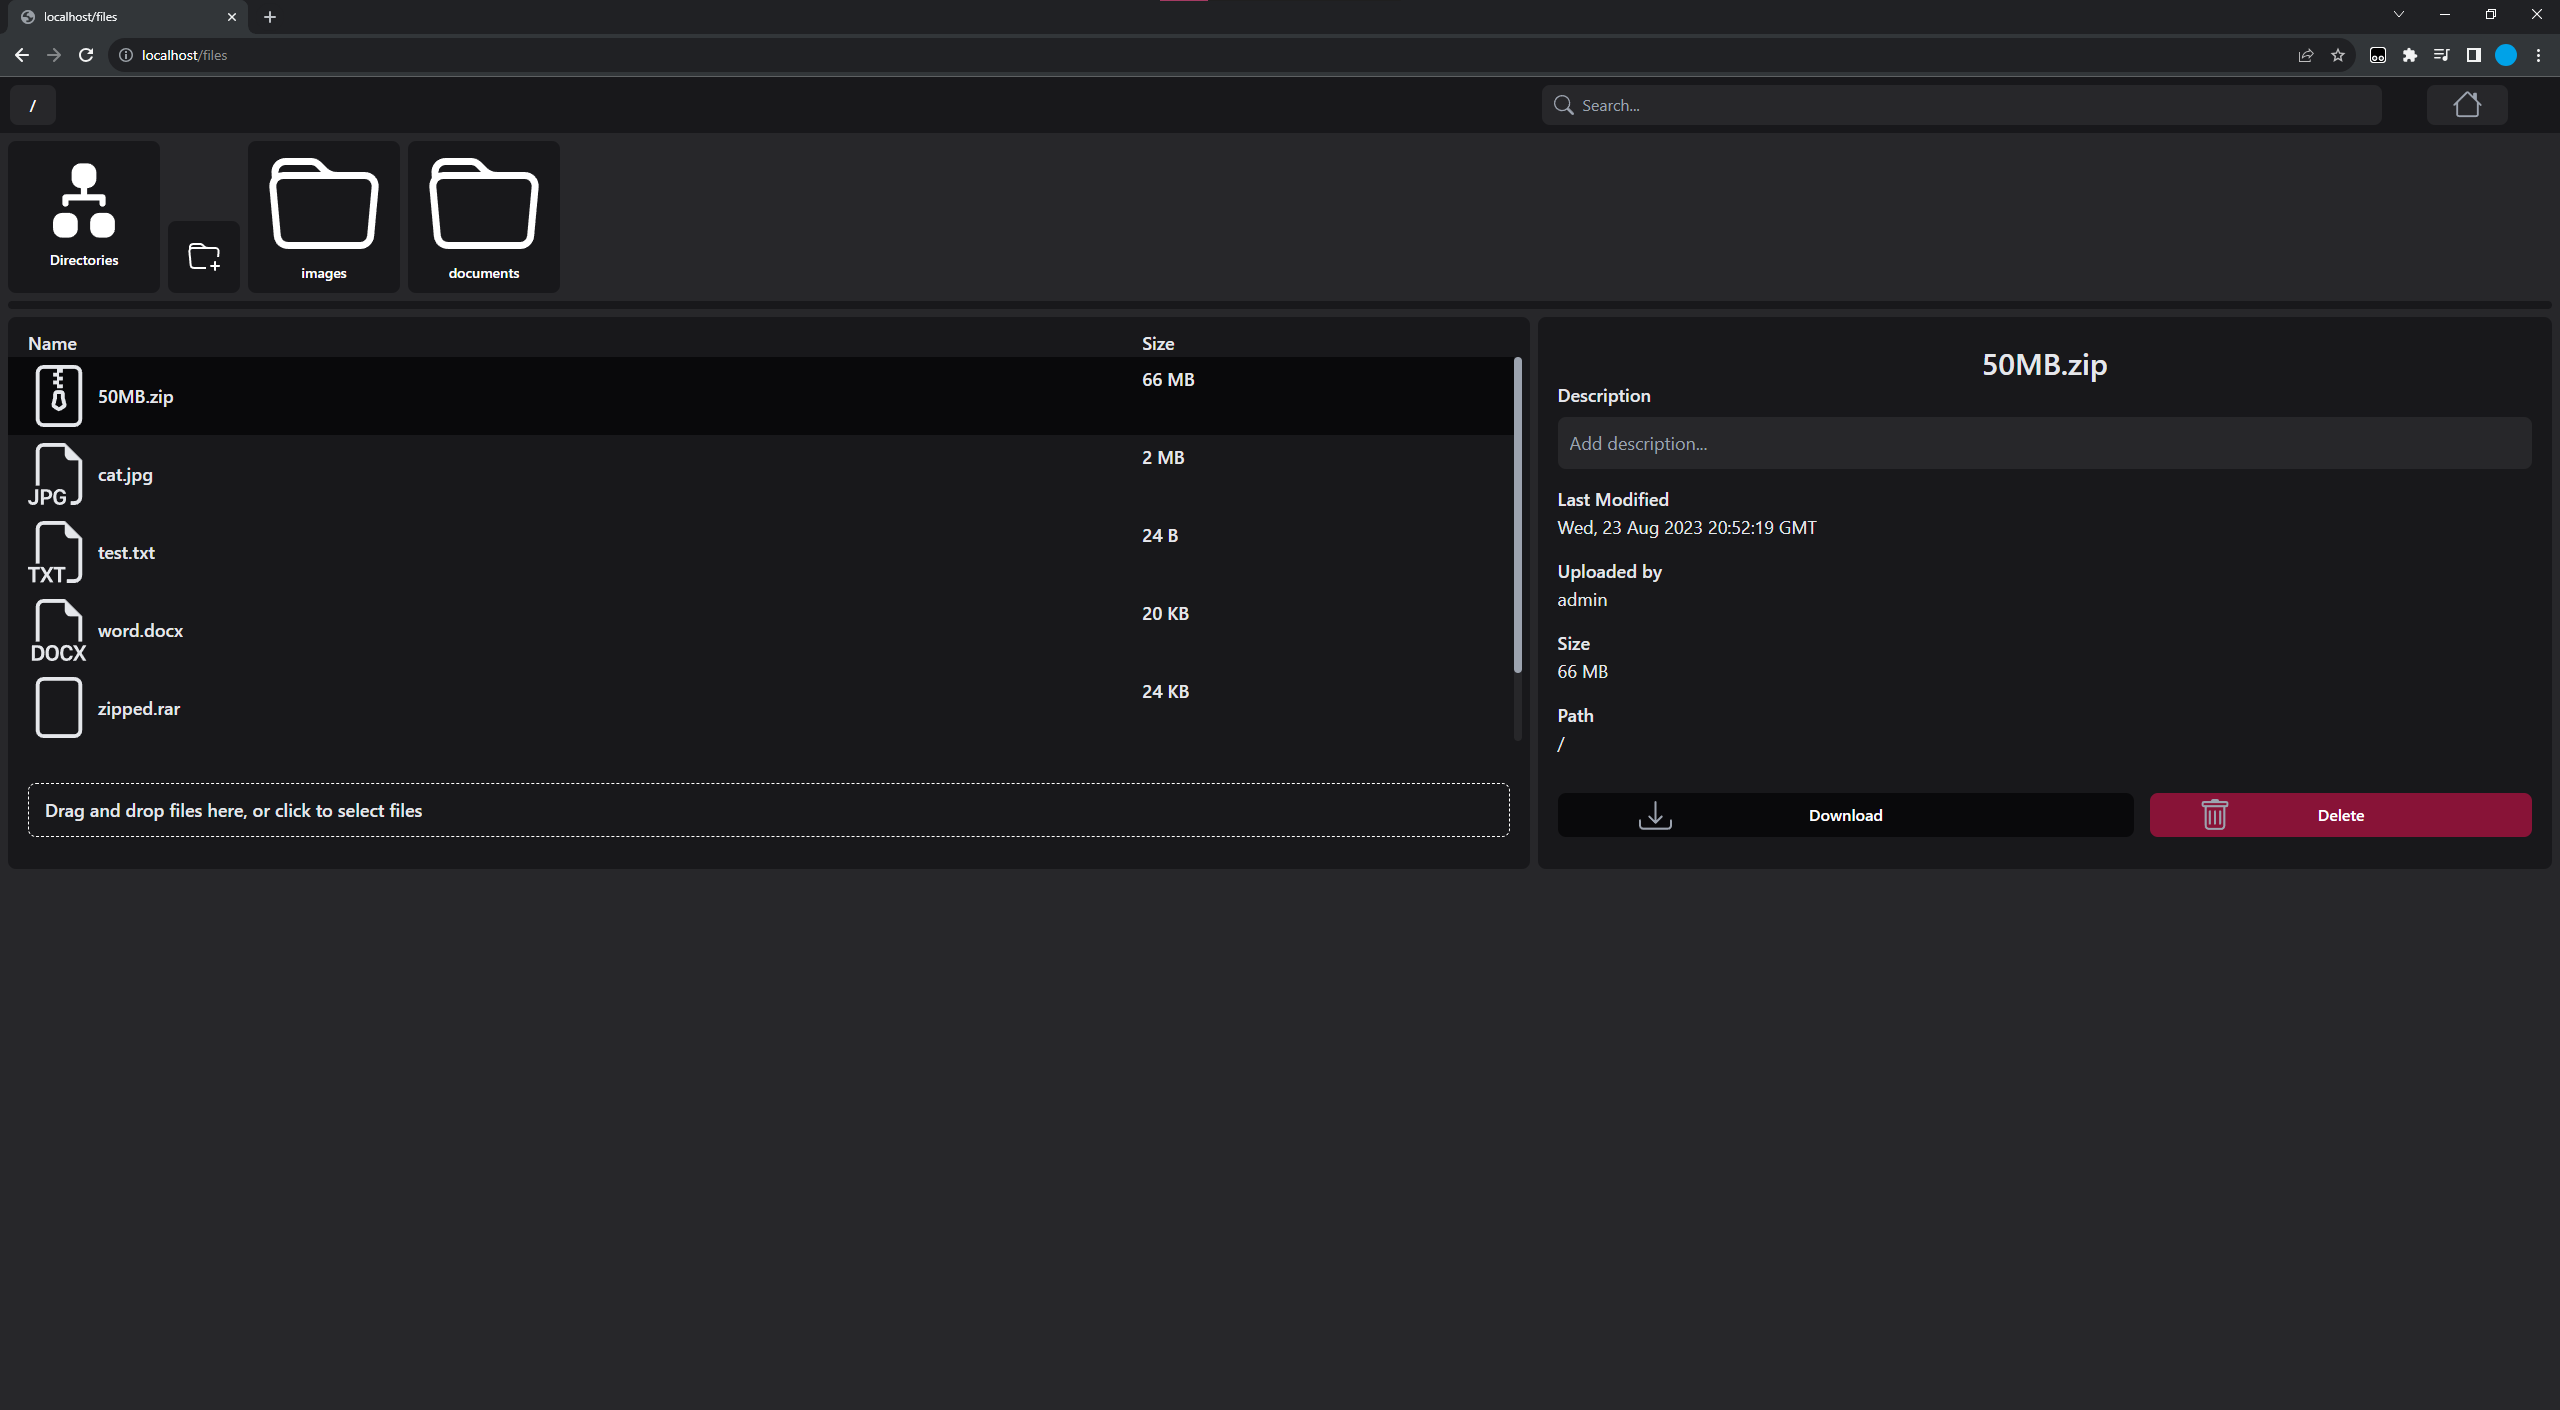 localhost/files
localhost/files
/
Search...
Directories
images
documents
Name
Size
50MB.zip
66 MB
JPG
cat.jpg
2 MB
TXT
test.txt
24 B
DOCX
word.docx
20 KB
zipped.rar
24 KB
Drag and drop files here, or click to select files
50MB.zip
Description
Add description...
Last Modified
Wed, 23 Aug 2023 20:52:19 GMT
Uploaded by
admin
Size
66 MB
Path
/
Download
Delete